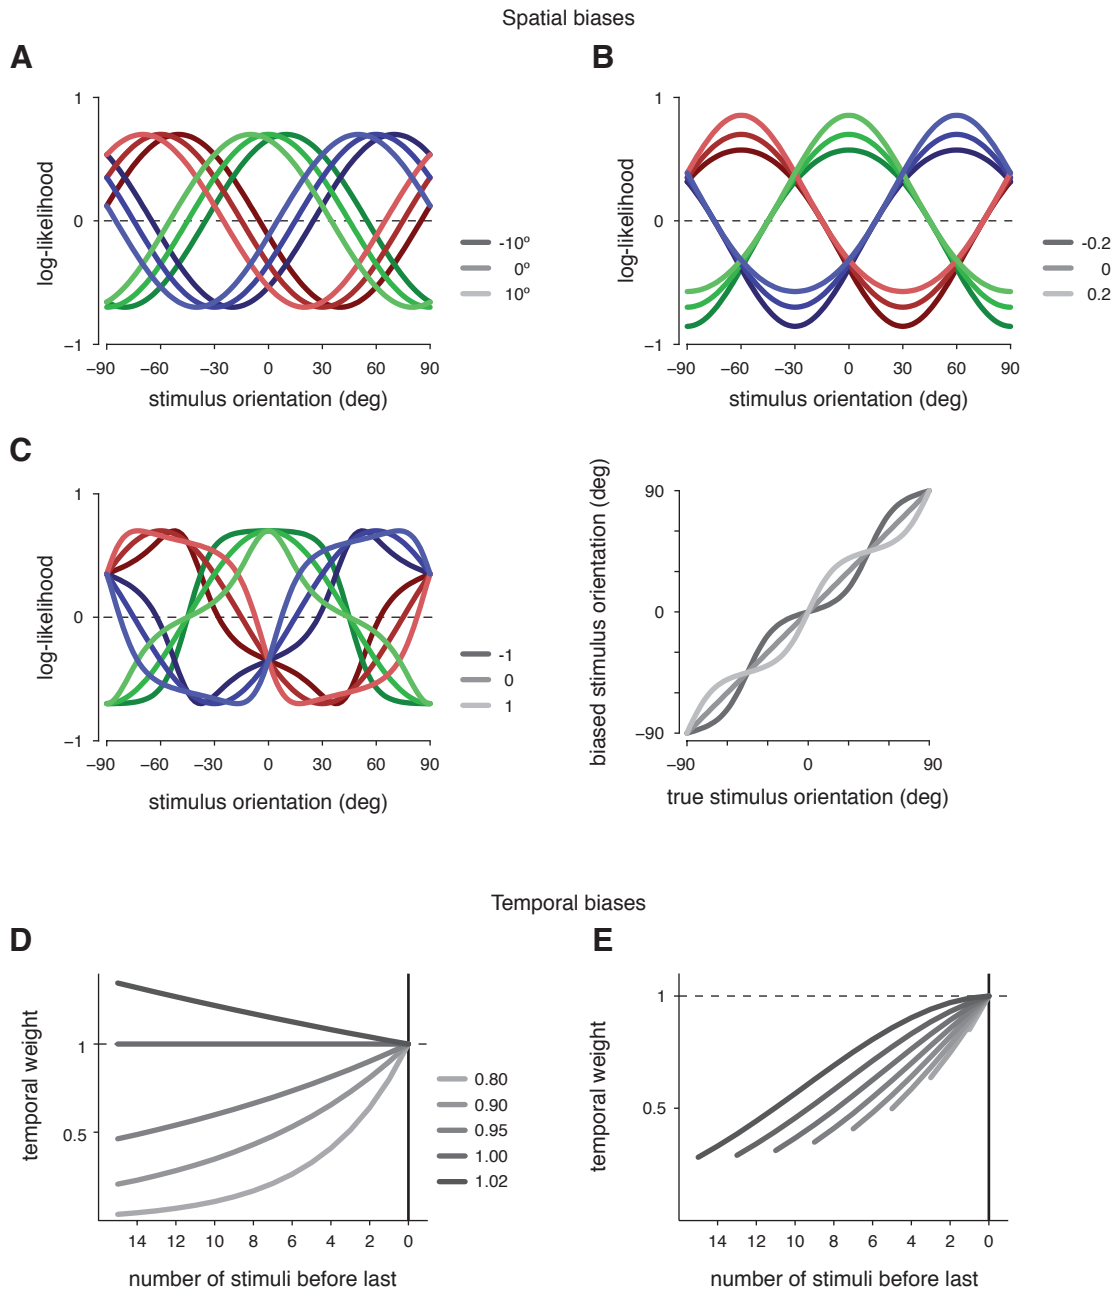 Spatial biases
A
1
0
−1
log-likelihood
−90 −60 −30 0 30 60 90
stimulus orientation (deg)
-10º
0º
10º
B
1
0
−1
log-likelihood
−90 −60 −30 0 30 60 90
stimulus orientation (deg)
-0.2
0
0.2
C
1
0
−1
log-likelihood
−90 −60 −30 0 30 60 90
stimulus orientation (deg)
-1
0
1
biased stimulus orientation (deg)
90
0
−90
−90 0 90
true stimulus orientation (deg)
Temporal biases
D
temporal weight
1
0.5
14 12 10 8 6 4 2 0
number of stimuli before last
0.80
0.90
0.95
1.00
1.02
E
temporal weight
1
0.5
14 12 10 8 6 4 2 0
number of stimuli before last